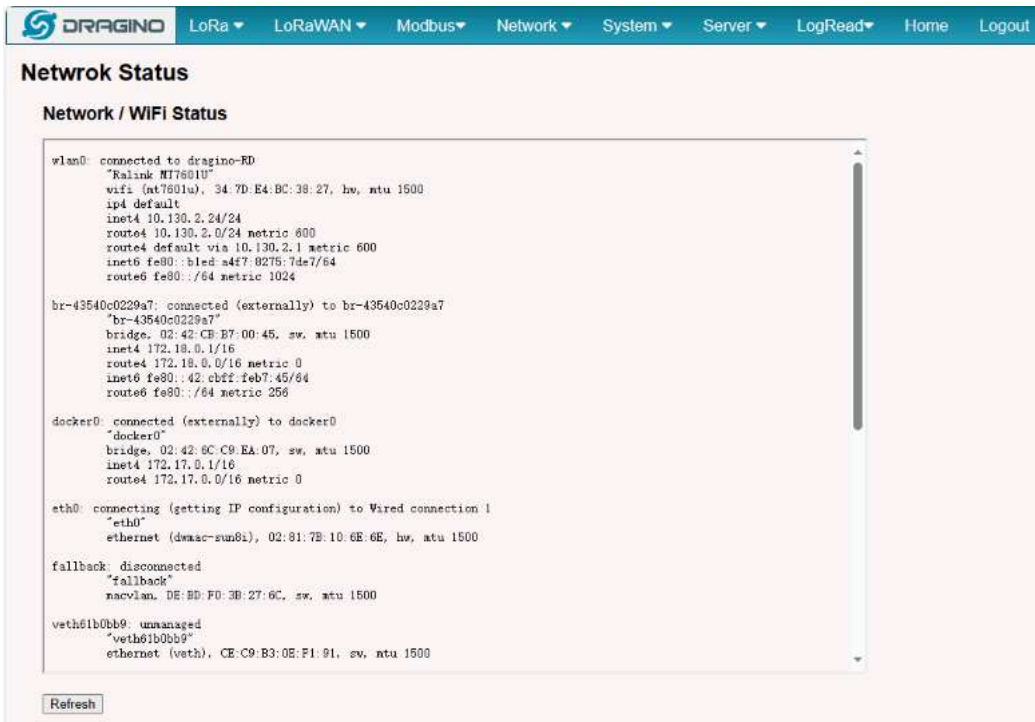 DRAGINO LoRa LoRaWAN Modbus Network System Server LogRead Home Logout
Netwrok Status
Network / WiFi Status
wlan0: connected to dragino-RD
"Ralink MT7601U"
wifi (mt7601u), 34:7D:E4:BC:38:27, hw, mtu 1500
ip4 default
inet4 10.130.2.24/24
route4 10.130.2.0/24 metric 600
route4 default via 10.130.2.1 metric 600
inet6 fe80::b1ed:a4f7:8275:7de7/64
route6 fe80::/64 metric 1024
br-43540c0229a7: connected (externally) to br-43540c0229a7
"br-43540c0229a7"
bridge, 02:42:CB:B7:00:45, sw, mtu 1500
inet4 172.18.0.1/16
route4 172.18.0.0/16 metric 0
inet6 fe80::42:cbff:feb7:45/64
route6 fe80::/64 metric 256
docker0: connected (externally) to docker0
"docker0"
bridge, 02:42:6C:C9:EA:07, sw, mtu 1500
inet4 172.17.0.1/16
route4 172.17.0.0/16 metric 0
eth0: connecting (getting IP configuration) to Wired connection 1
"eth0"
ethernet (dwmac-sun8i), 02:81:7B:10:6E:6E, hw, mtu 1500
fallback: disconnected
"fallback"
macvlan, DE:BD:F0:3B:27:6C, sw, mtu 1500
veth61b0bb9: unmanaged
"veth61b0bb9"
ethernet (veth), CE:C9:B3:0E:F1:91, sw, mtu 1500
Refresh